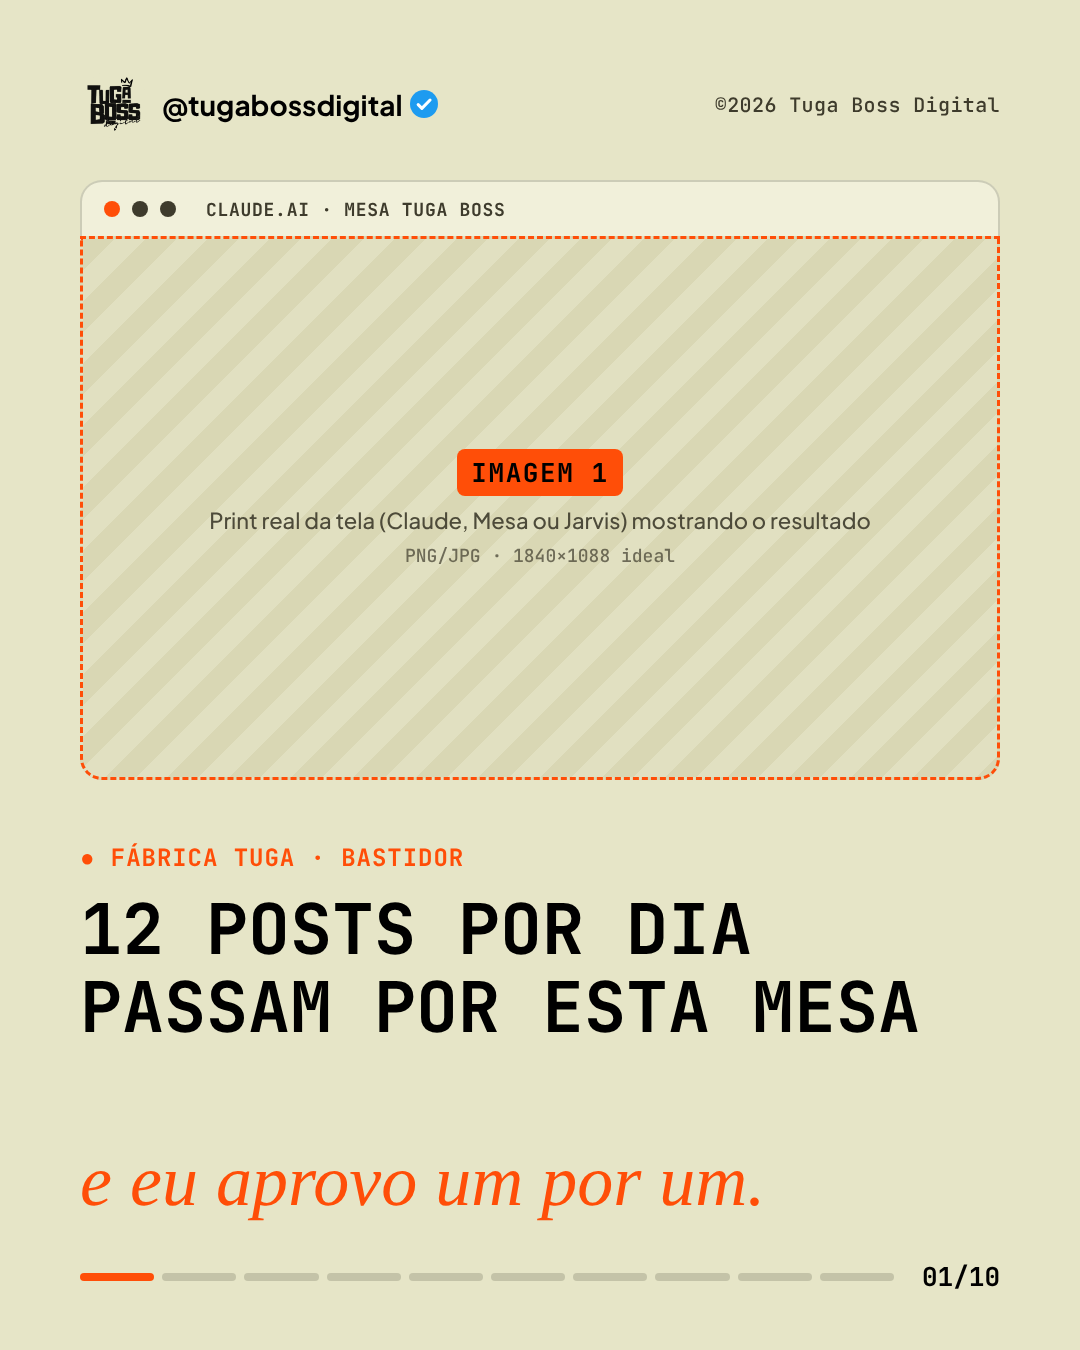 TUGA
BOSS
digital
@tugabossdigital
©2026 Tuga Boss Digital
CLAUDE.AI · MESA TUGA BOSS
IMAGEM 1
Print real da tela (Claude, Mesa ou Jarvis) mostrando o resultado
PNG/JPG · 1840×1088 ideal
• FÁBRICA TUGA · BASTIDOR
12 POSTS POR DIA
PASSAM POR ESTA MESA
e eu aprovo um por um.
01/10